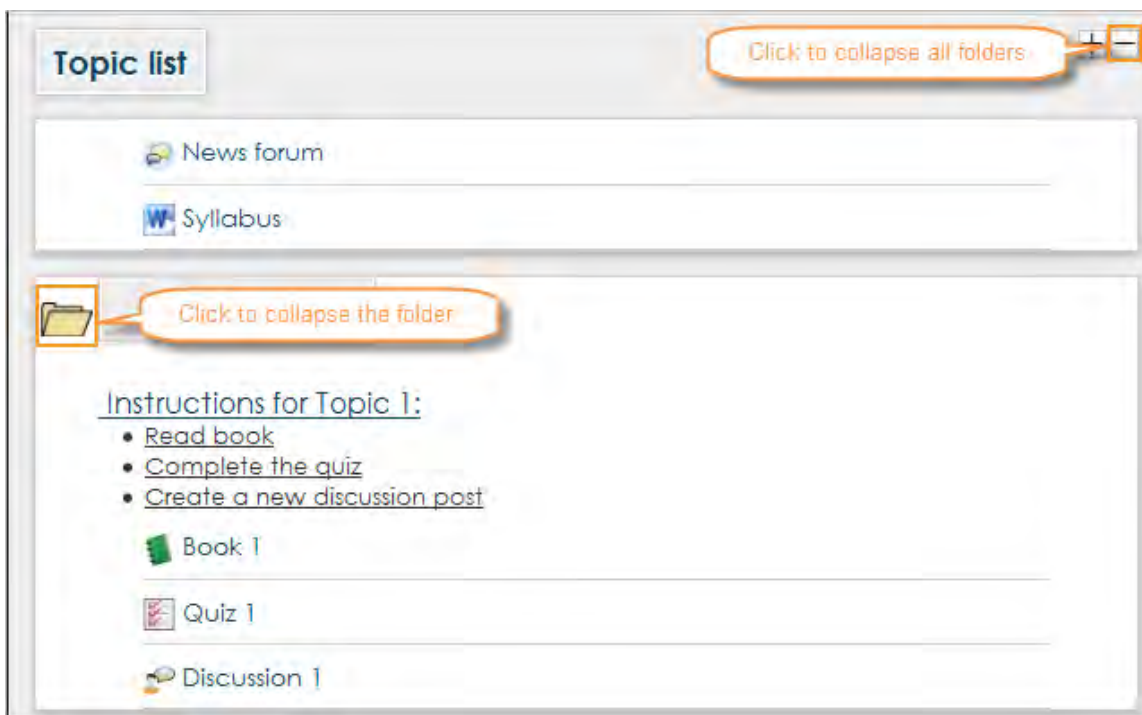 Topic list
Click to collapse all folders
+ −
News forum
Syllabus
Click to collapse the folder
Instructions for Topic 1:
• Read book
• Complete the quiz
• Create a new discussion post
Book 1
Quiz 1
Discussion 1